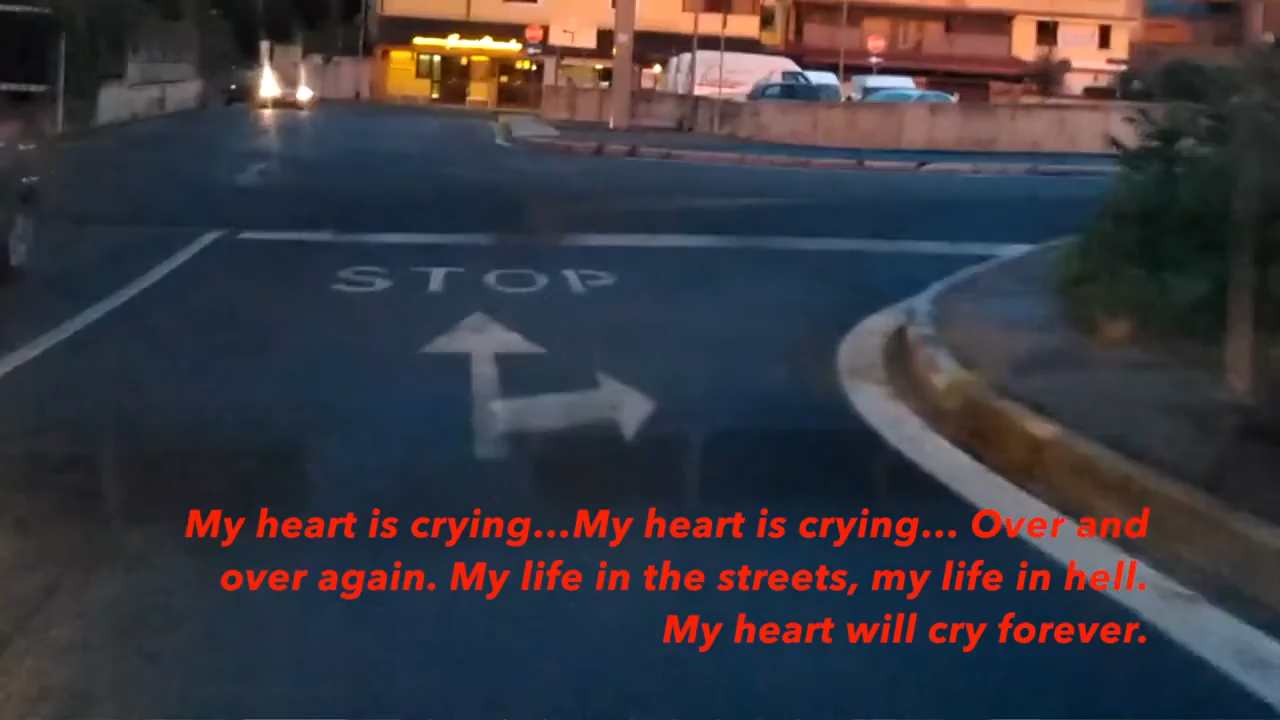 STOP
My heart is crying...My heart is crying... Over and
over again. My life in the streets, my life in hell.
My heart will cry forever.